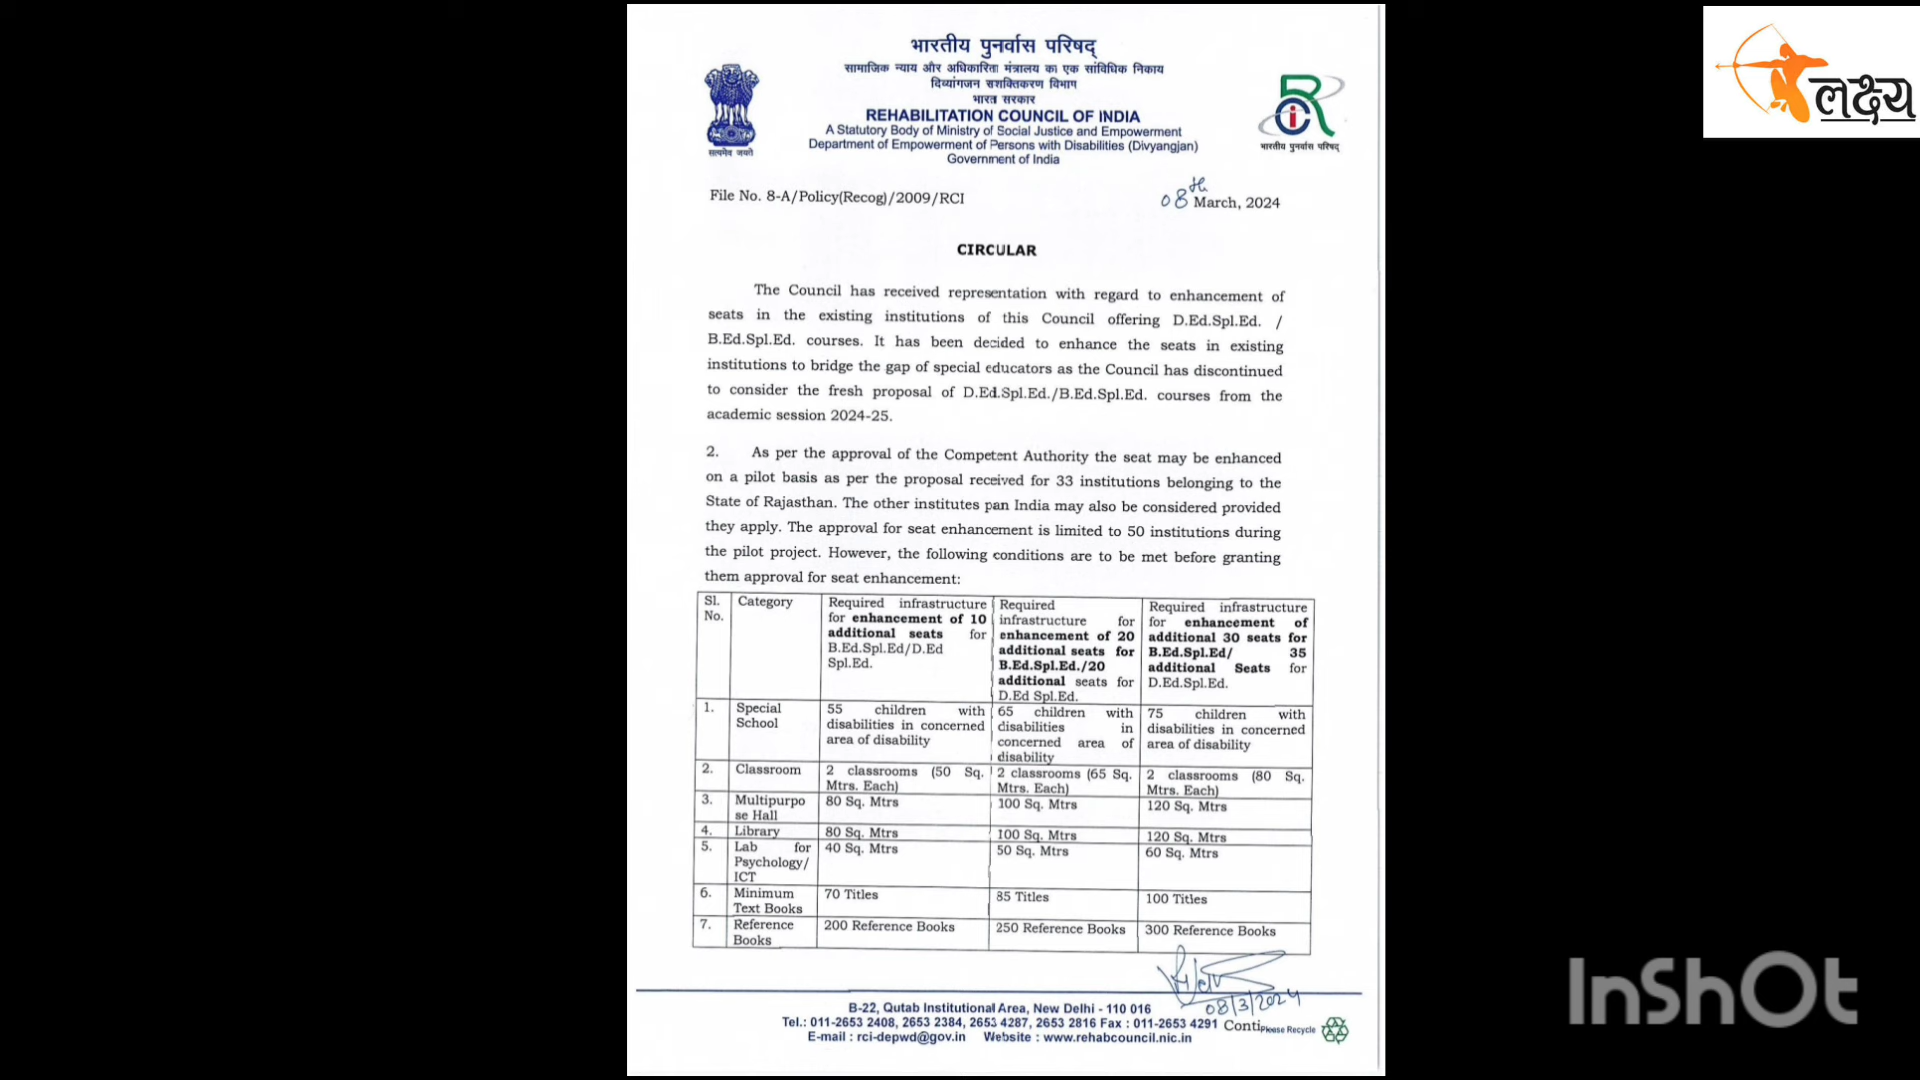 भारतीय पुनर्वास परिषद्
सामाजिक न्याय और अधिकारिता मंत्रालय का एक सांविधिक निकाय
दिव्यांगजन सशक्तिकरण विभाग
भारत सरकार
REHABILITATION COUNCIL OF INDIA
A Statutory Body of Ministry of Social Justice and Empowerment
Department of Empowerment of Persons with Disabilities (Divyangjan)
Government of India
सत्यमेव जयते
भारतीय पुनर्वास परिषद्
लक्ष्य
File No. 8-A/Policy(Recog)/2009/RCI
08th March, 2024
CIRCULAR
The Council has received representation with regard to enhancement of
seats in the existing institutions of this Council offering D.Ed.Spl.Ed. /
B.Ed.Spl.Ed. courses. It has been decided to enhance the seats in existing
institutions to bridge the gap of special educators as the Council has discontinued
to consider the fresh proposal of D.Ed.Spl.Ed./B.Ed.Spl.Ed. courses from the
academic session 2024-25.
2. As per the approval of the Competent Authority the seat may be enhanced
on a pilot basis as per the proposal received for 33 institutions belonging to the
State of Rajasthan. The other institutes pan India may also be considered provided
they apply. The approval for seat enhancement is limited to 50 institutions during
the pilot project. However, the following conditions are to be met before granting
them approval for seat enhancement:
Sl. No.
Category
Required infrastructure for enhancement of 10 additional seats for B.Ed.Spl.Ed/D.Ed Spl.Ed.
Required infrastructure for enhancement of 20 additional seats for B.Ed.Spl.Ed./20 additional seats for D.Ed Spl.Ed.
Required infrastructure for enhancement of additional 30 seats for B.Ed.Spl.Ed/ 35 additional Seats for D.Ed.Spl.Ed.
1. Special School
55 children with disabilities in concerned area of disability
65 children with disabilities in concerned area of disability
75 children with disabilities in concerned area of disability
2. Classroom
2 classrooms (50 Sq. Mtrs. Each)
2 classrooms (65 Sq. Mtrs. Each)
2 classrooms (80 Sq. Mtrs. Each)
3. Multipurpo se Hall
80 Sq. Mtrs
100 Sq. Mtrs
120 Sq. Mtrs
4. Library
80 Sq. Mtrs
100 Sq. Mtrs
120 Sq. Mtrs
5. Lab for Psychology/ ICT
40 Sq. Mtrs
50 Sq. Mtrs
60 Sq. Mtrs
6. Minimum Text Books
70 Titles
85 Titles
100 Titles
7. Reference Books
200 Reference Books
250 Reference Books
300 Reference Books
08/3/2024
B-22, Qutab Institutional Area, New Delhi - 110 016
Tel.: 011-2653 2408, 2653 2384, 2653 4287, 2653 2816 Fax : 011-2653 4291
E-mail : rci-depwd@gov.in Website : www.rehabcouncil.nic.in
Conti
Please Recycle
InShOt